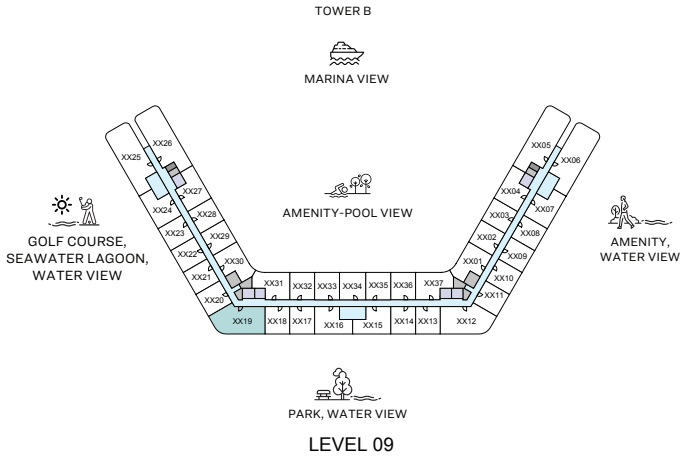 TOWER B
MARINA VIEW
XX26
XX25
XX27
XX24
XX28
XX23
XX29
XX22
XX30
XX21
XX20
XX05
XX06
XX04
XX07
XX03
XX08
XX02
XX09
XX01
XX10
XX11
AMENITY-POOL VIEW
GOLF COURSE,
SEAWATER LAGOON,
WATER VIEW
AMENITY,
WATER VIEW
XX31 XX32 XX33 XX34 XX35 XX36 XX37
XX19 XX18 XX17 XX16 XX15 XX14 XX13 XX12
PARK, WATER VIEW
LEVEL 09